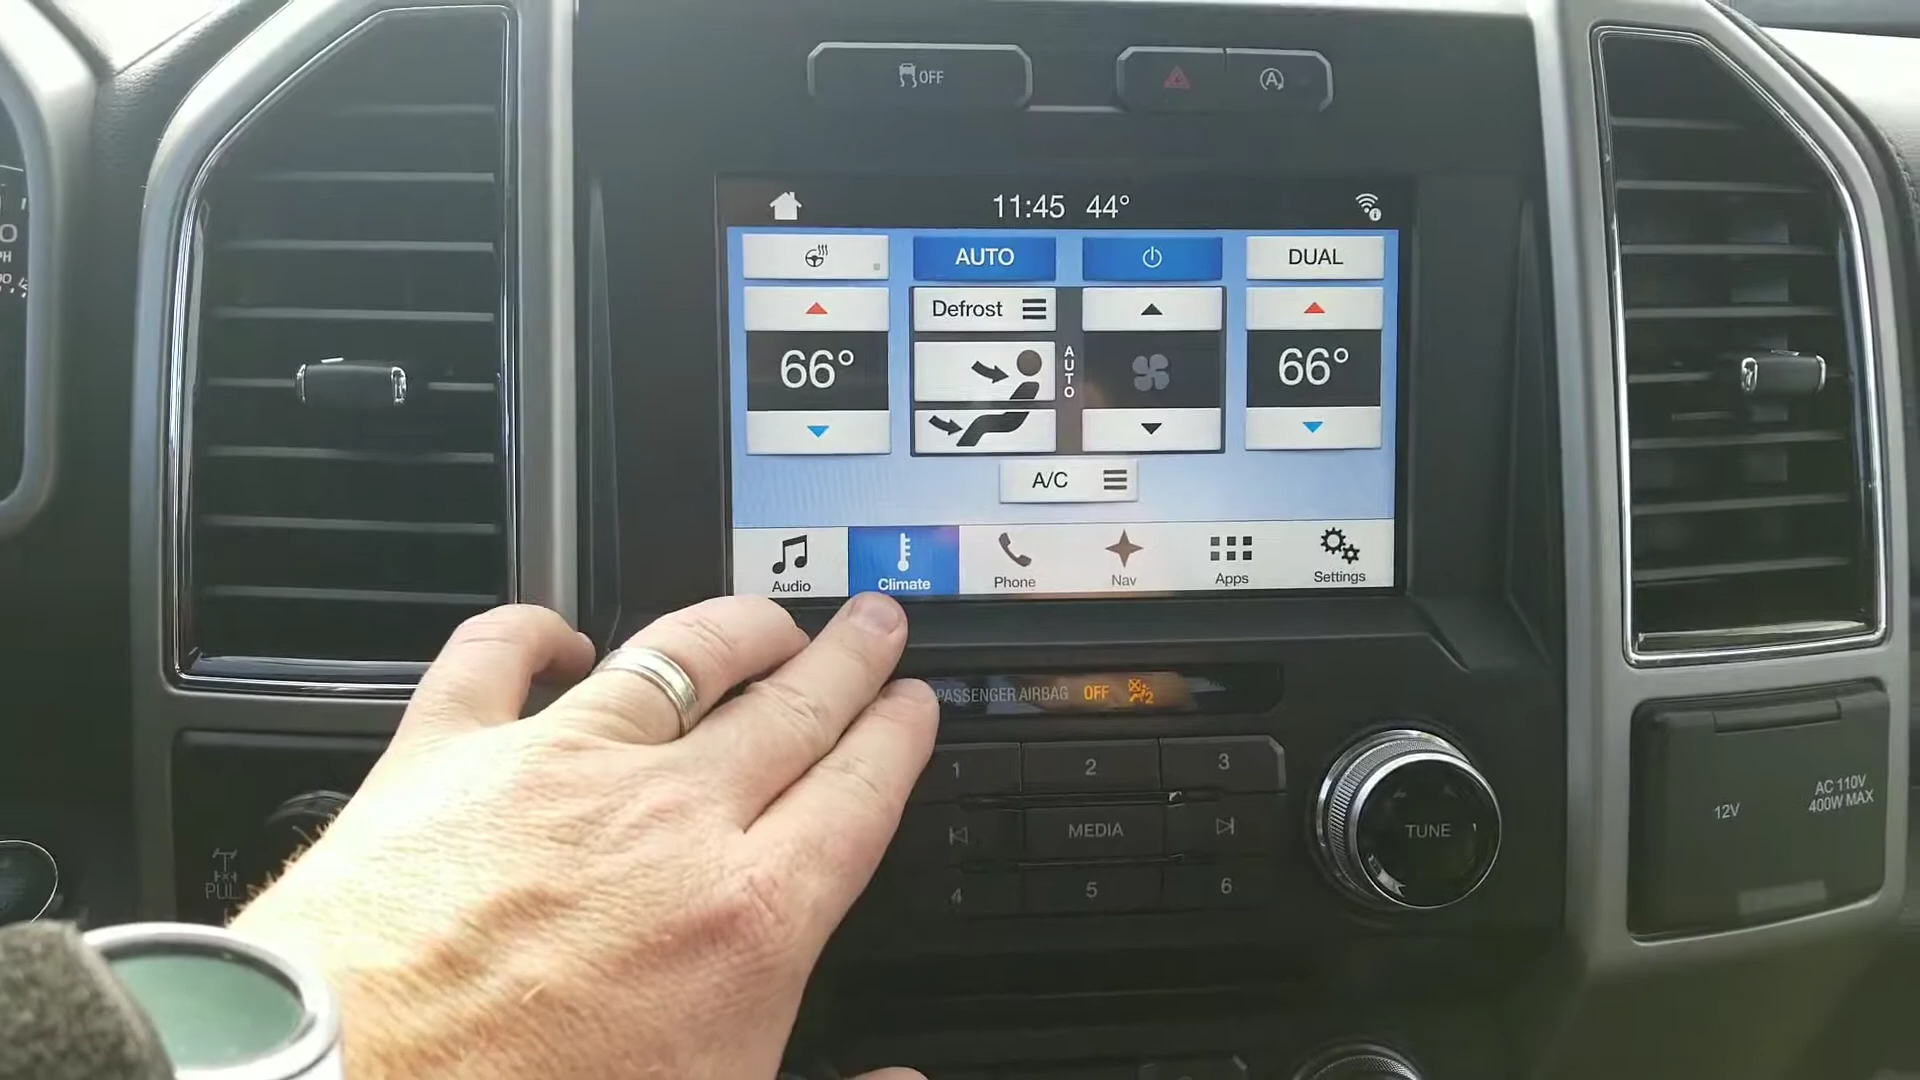 OFF
11:45 44°
AUTO
DUAL
Defrost
66°
AUTO
66°
A/C
Audio
Climate
Phone
Nav
Apps
Settings
PASSENGER AIRBAG OFF
2
1 2 3
MEDIA
TUNE
4 5 6
12V
AC 110V
400W MAX